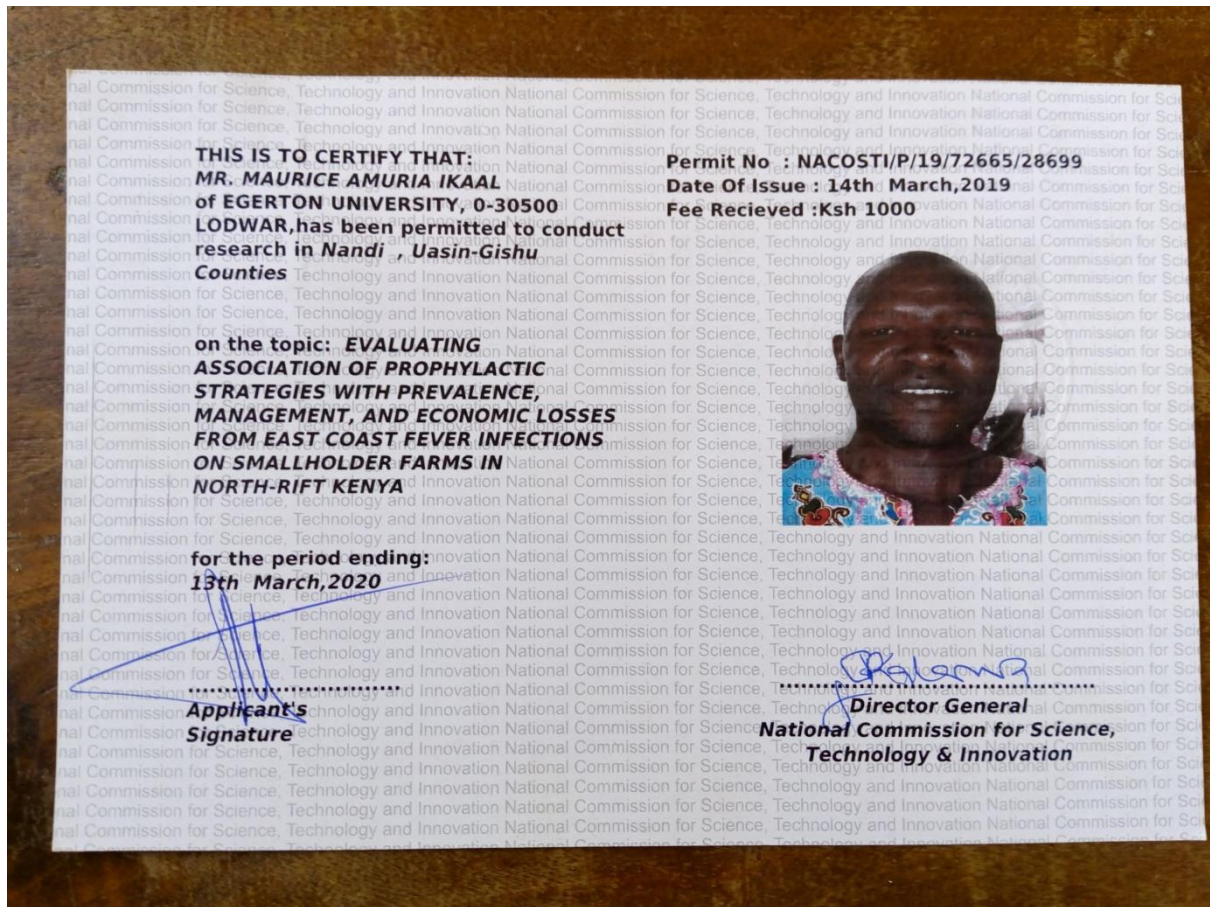 THIS IS TO CERTIFY THAT:
MR. MAURICE AMURIA IKAAL
of EGERTON UNIVERSITY, 0-30500
LODWAR,has been permitted to conduct
research in Nandi , Uasin-Gishu
Counties
on the topic: EVALUATING
ASSOCIATION OF PROPHYLACTIC
STRATEGIES WITH PREVALENCE,
MANAGEMENT, AND ECONOMIC LOSSES
FROM EAST COAST FEVER INFECTIONS
ON SMALLHOLDER FARMS IN
NORTH-RIFT KENYA
for the period ending:
13th March,2020
Applicant's
Signature
Permit No : NACOSTI/P/19/72665/28699
Date Of Issue : 14th March,2019
Fee Recieved :Ksh 1000
Director General
National Commission for Science,
Technology & Innovation